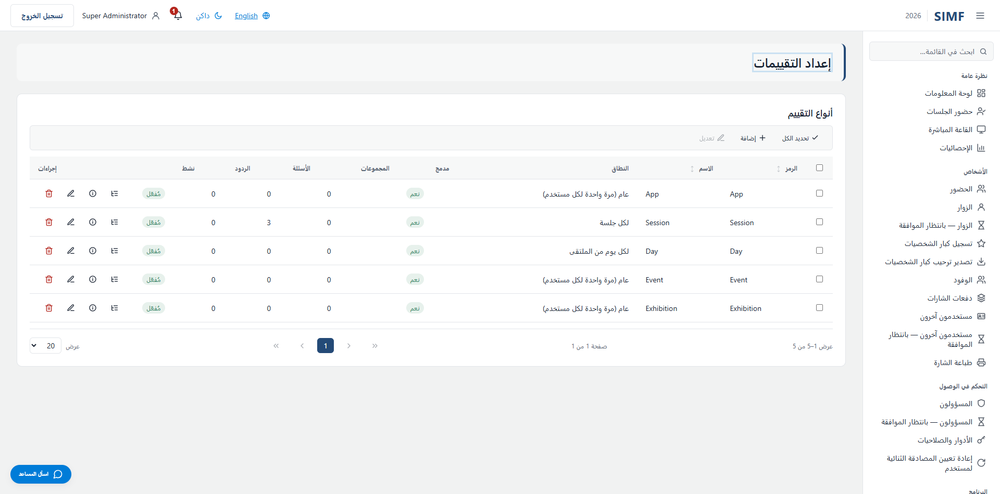 SIMF
2026
English
داكن
1
Super Administrator
تسجيل الخروج
ابحث في القائمة...
نظرة عامة
لوحة المعلومات
حضور الجلسات
القاعة المباشرة
الإحصائيات
الأشخاص
الحضور
الزوار
الزوار — بانتظار الموافقة
تسجيل كبار الشخصيات
تصدير ترحيب كبار الشخصيات
الوفود
دفعات الشارات
مستخدمون آخرون
مستخدمون آخرون — بانتظار
الموافقة
طباعة الشارة
التحكم في الوصول
المسؤولون
المسؤولون — بانتظار الموافقة
الأدوار والصلاحيات
إعادة تعيين المصادقة الثنائية
لمستخدم
البرنامج
إعداد التقييمات
أنواع التقييم
تحديد الكل إضافة تعديل
الرمز الاسم النطاق مدمج المجموعات الأسئلة الردود نشط إجراءات
App App عام (مرة واحدة لكل مستخدم) نعم 0 0 0 مُفعّل
Session Session لكل جلسة نعم 0 3 0 مُفعّل
Day Day لكل يوم من الملتقى نعم 0 0 0 مُفعّل
Event Event عام (مرة واحدة لكل مستخدم) نعم 0 0 0 مُفعّل
Exhibition Exhibition عام (مرة واحدة لكل مستخدم) نعم 0 0 0 مُفعّل
عرض 1–5 من 5
صفحة 1 من 1
« ‹ 1 › »
عرض 20
اسأل المساعد